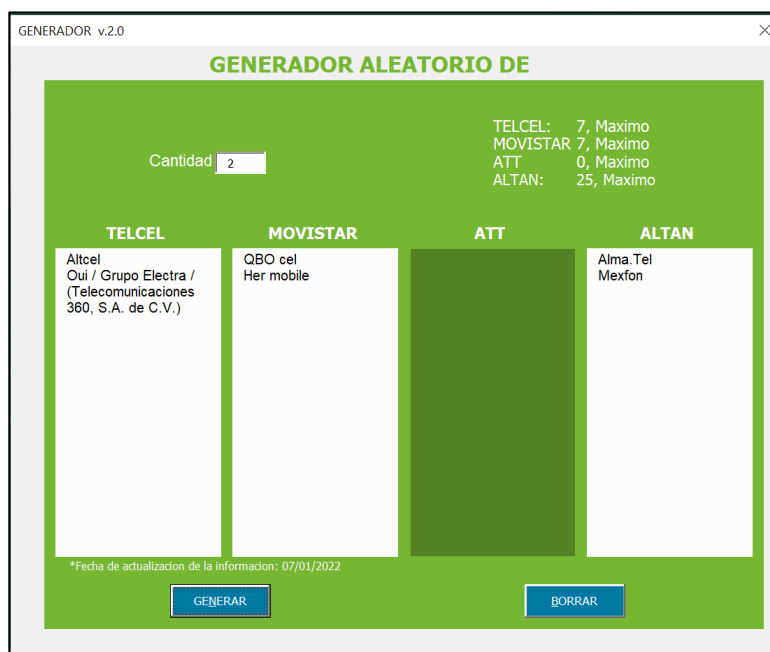 GENERADOR v.2.0
GENERADOR ALEATORIO DE
Cantidad 2
TELCEL: 7, Maximo
MOVISTAR 7, Maximo
ATT 0, Maximo
ALTAN: 25, Maximo
TELCEL
Altcel
Oui / Grupo Electra /
(Telecomunicaciones
360, S.A. de C.V.)
MOVISTAR
QBO cel
Her mobile
ATT
ALTAN
Alma.Tel
Mexfon
*Fecha de actualizacion de la informacion: 07/01/2022
GENERAR
BORRAR